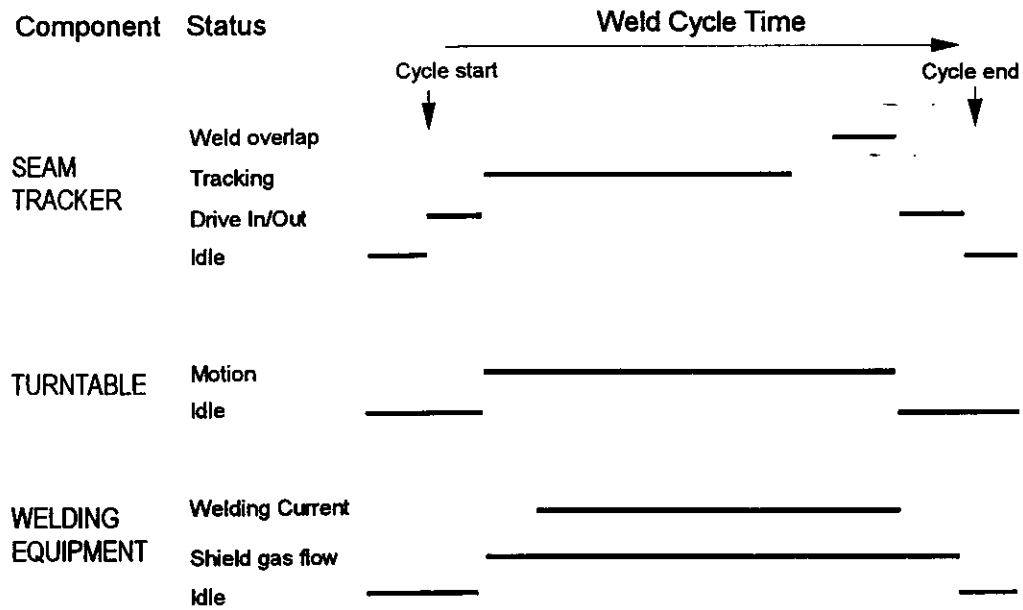 Component Status Weld Cycle Time
Cycle start Cycle end
Weld overlap
SEAM
TRACKER
Tracking
Drive In/Out
Idle
TURNTABLE
Motion
Idle
WELDING
EQUIPMENT
Welding Current
Shield gas flow
Idle